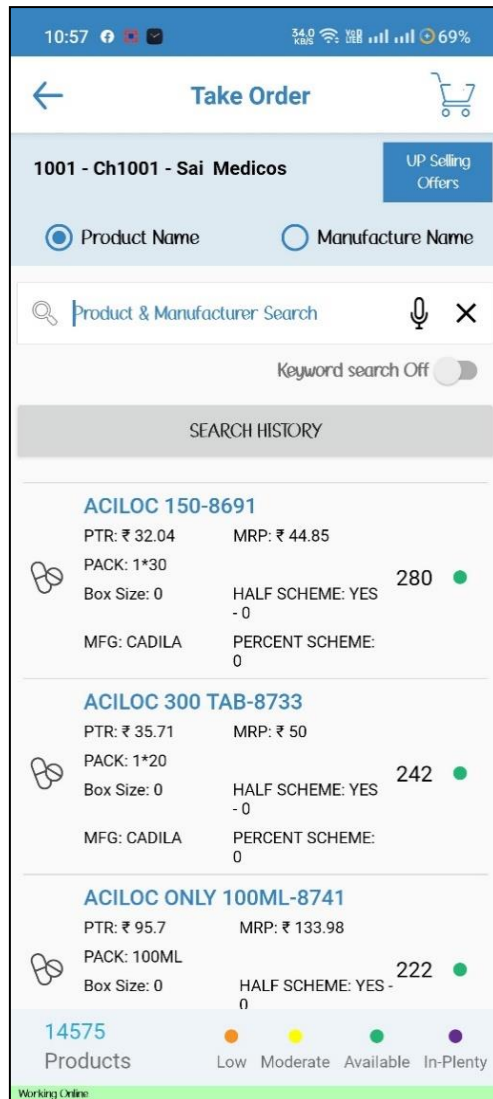 10:57 34.0 KB/S 69%
Take Order
1001 - Ch1001 - Sai Medicos
UP Selling
Offers
Product Name Manufacture Name
Product & Manufacturer Search
Keyword search Off
SEARCH HISTORY
ACILOC 150-8691
PTR: ₹ 32.04 MRP: ₹ 44.85
PACK: 1*30
280
Box Size: 0 HALF SCHEME: YES
- 0
MFG: CADILA PERCENT SCHEME:
0
ACILOC 300 TAB-8733
PTR: ₹ 35.71 MRP: ₹ 50
PACK: 1*20
242
Box Size: 0 HALF SCHEME: YES
- 0
MFG: CADILA PERCENT SCHEME:
0
ACILOC ONLY 100ML-8741
PTR: ₹ 95.7 MRP: ₹ 133.98
PACK: 100ML
222
Box Size: 0 HALF SCHEME: YES -
0
14575
Products Low Moderate Available In-Plenty
Working Online